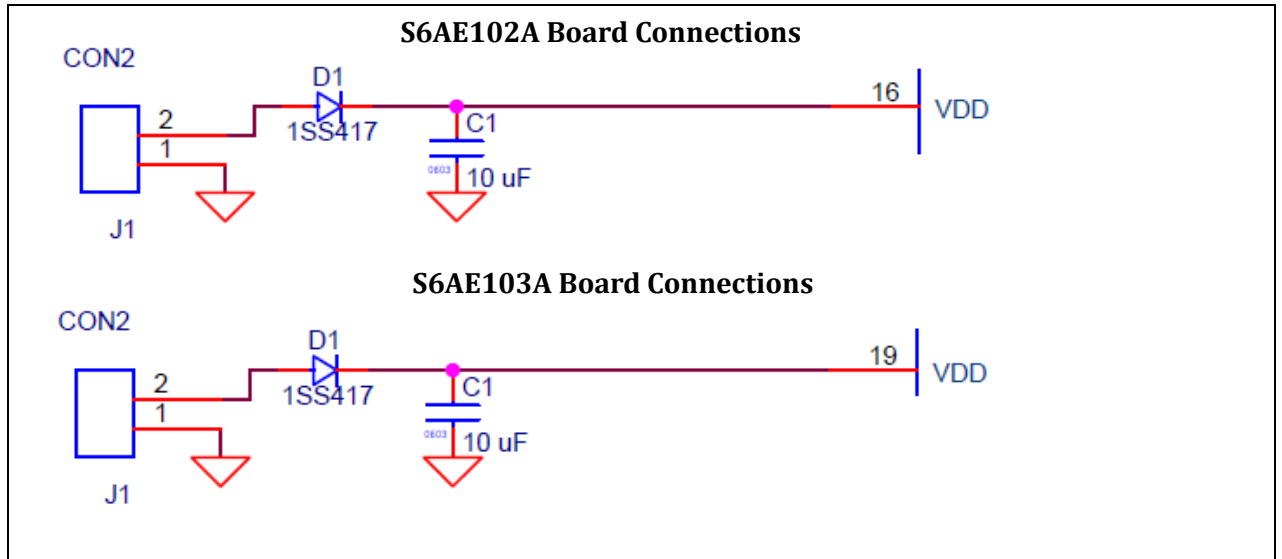 S6AE102A Board Connections
CON2
D1
16
VDD
2
1SS417
C1
1
0603
10 uF
J1
S6AE103A Board Connections
CON2
D1
19
VDD
2
1SS417
C1
1
0603
10 uF
J1